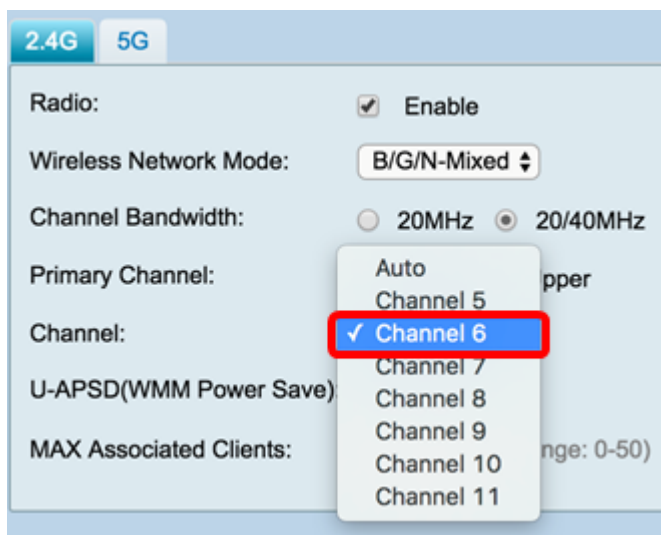 2.4G 5G
Radio: Enable
Wireless Network Mode: B/G/N-Mixed
Channel Bandwidth: 20MHz 20/40MHz
Primary Channel: pper
Channel:
U-APSD(WMM Power Save):
MAX Associated Clients: nge: 0-50)
Auto
Channel 5
✓ Channel 6
Channel 7
Channel 8
Channel 9
Channel 10
Channel 11